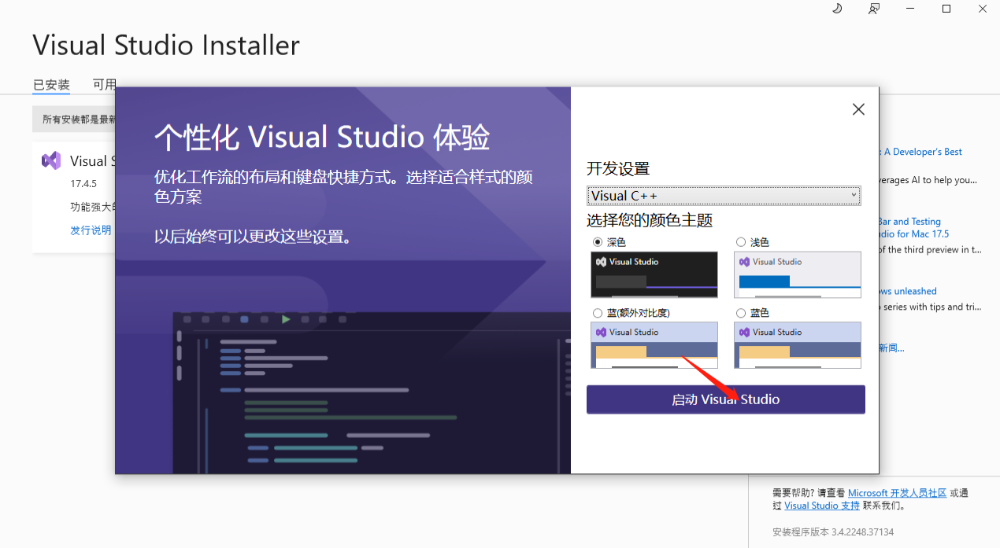 Visual Studio Installer
已安装
可用
所有安装都是最新
Visual S
17.4.5
功能强大的
发行说明
个性化 Visual Studio 体验
优化工作流的布局和键盘快捷方式。选择适合样式的颜
色方案
以后始终可以更改这些设置。
开发设置
Visual C++
选择您的颜色主题
深色
浅色
Visual Studio
Visual Studio
蓝(额外对比度)
蓝色
Visual Studio
Visual Studio
启动 Visual Studio
: A Developer's Best
verages AI to help you...
Bar and Testing
dio for Mac 17.5
of the third preview in t...
ows unleashed
series with tips and tri...
新闻...
需要帮助? 请查看 Microsoft 开发人员社区 或通
过 Visual Studio 支持 联系我们。
安装程序版本 3.4.2248.37134